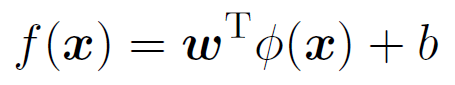 f(x) = wᵀϕ(x) + b